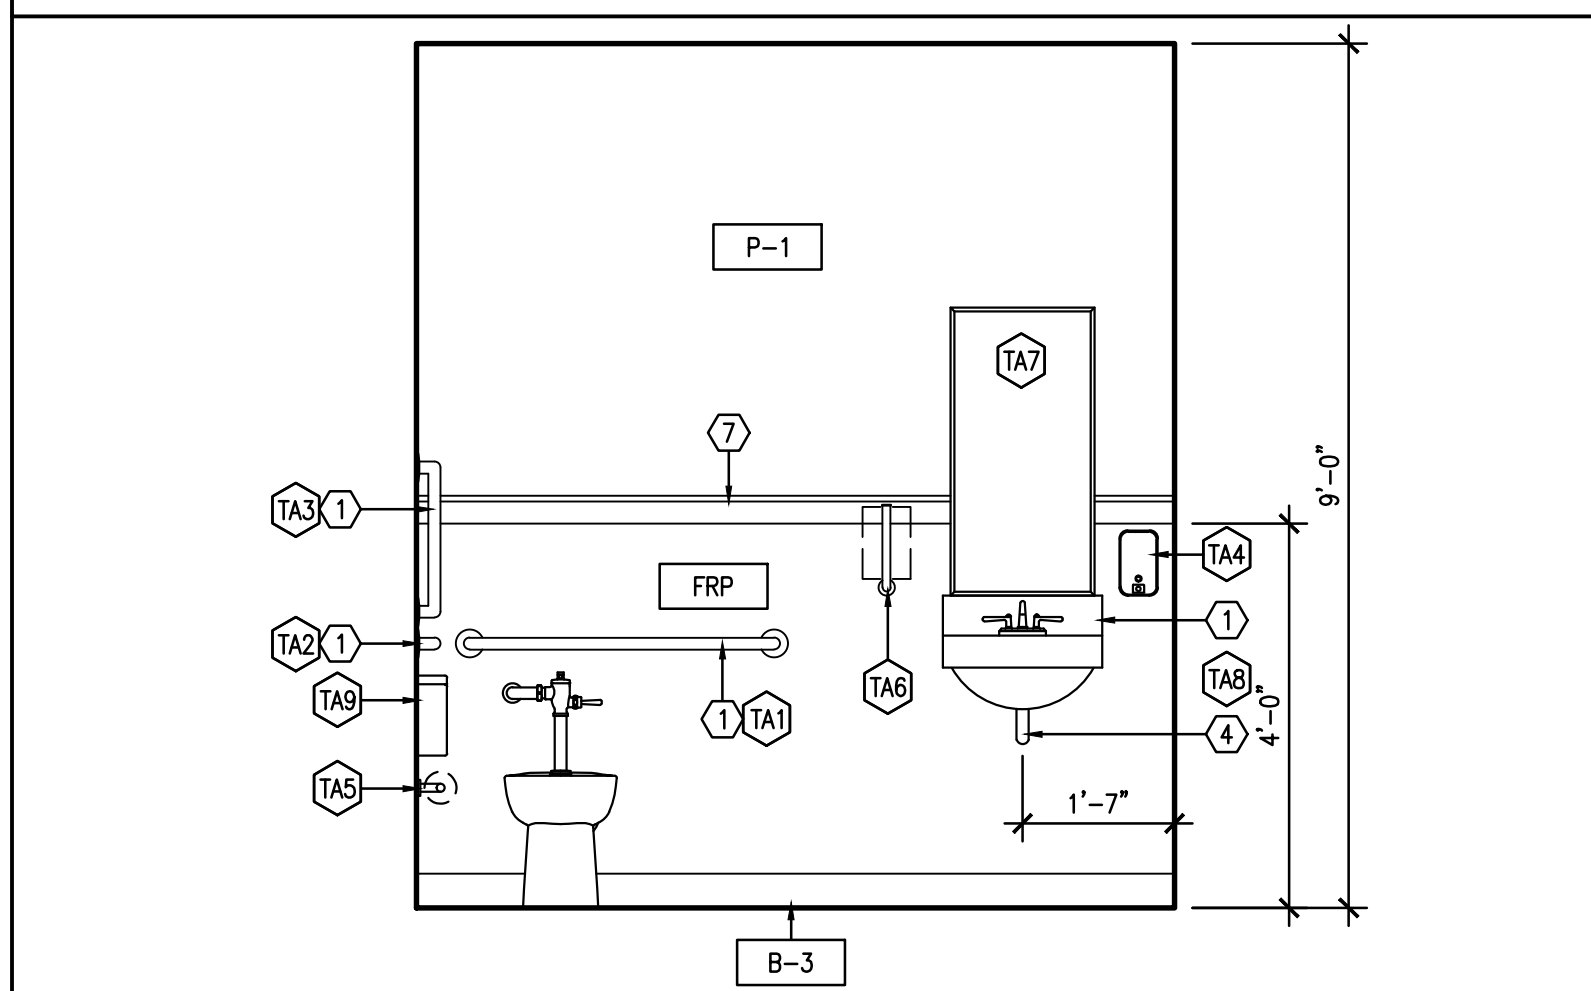 P-1
TA7
7
9'-0"
TA3 1
FRP
TA4
1
TA2 1
TA6
TA8
TA9
1 TA1
4
4'-0"
TA5
1'-7"
B-3